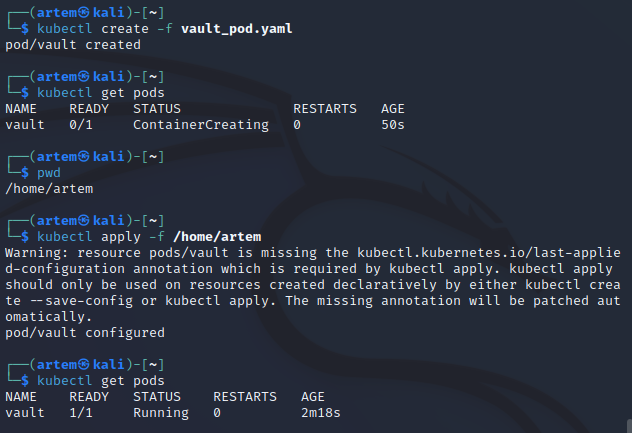 ┌──(artem㉿kali)-[~]
└─$ kubectl create -f vault_pod.yaml
pod/vault created
┌──(artem㉿kali)-[~]
└─$ kubectl get pods
NAME    READY   STATUS              RESTARTS   AGE
vault   0/1     ContainerCreating   0          50s
┌──(artem㉿kali)-[~]
└─$ pwd
/home/artem
┌──(artem㉿kali)-[~]
└─$ kubectl apply -f /home/artem
Warning: resource pods/vault is missing the kubectl.kubernetes.io/last-applie
d-configuration annotation which is required by kubectl apply. kubectl apply
should only be used on resources created declaratively by either kubectl crea
te --save-config or kubectl apply. The missing annotation will be patched aut
omatically.
pod/vault configured
┌──(artem㉿kali)-[~]
└─$ kubectl get pods
NAME    READY   STATUS    RESTARTS   AGE
vault   1/1     Running   0          2m18s